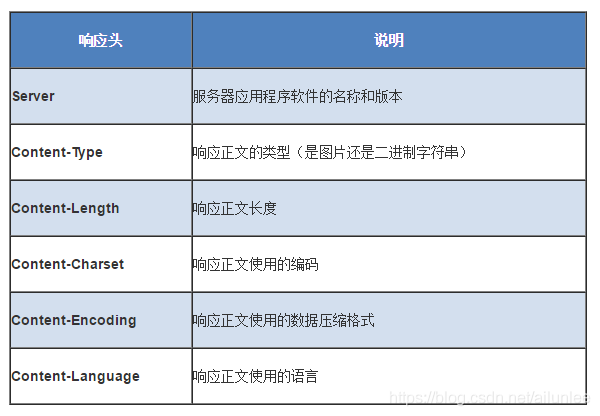 响应头 说明
Server 服务器应用程序软件的名称和版本
Content-Type 响应正文的类型（是图片还是二进制字符串）
Content-Length 响应正文长度
Content-Charset 响应正文使用的编码
Content-Encoding 响应正文使用的数据压缩格式
Content-Language 响应正文使用的语言
https://blog.csdn.net/ailunlee